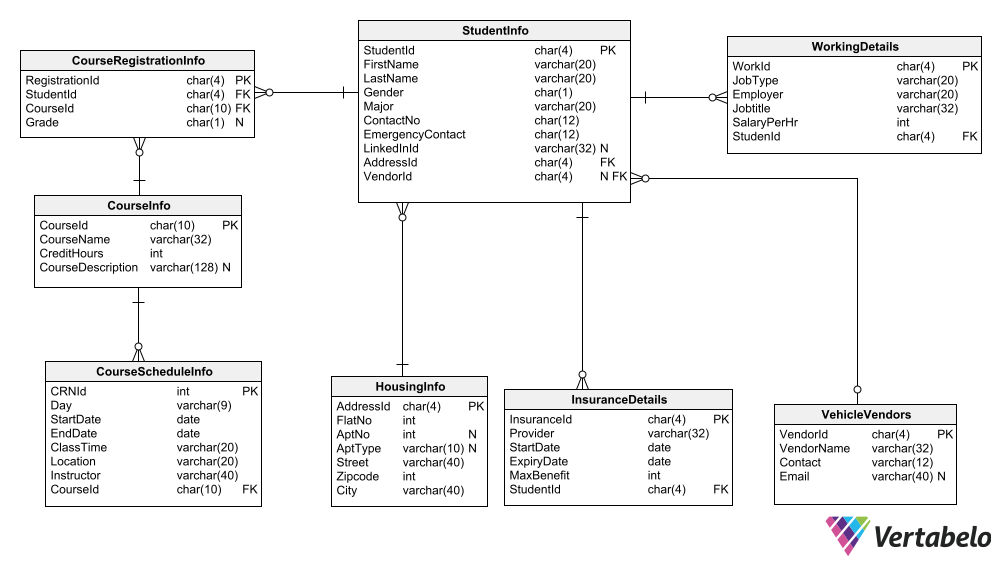 CourseRegistrationInfo
RegistrationId char(4) PK
StudentId char(4) FK
CourseId char(10) FK
Grade char(1) N
StudentInfo
StudentId char(4) PK
FirstName varchar(20)
LastName varchar(20)
Gender char(1)
Major varchar(20)
ContactNo char(12)
EmergencyContact char(12)
LinkedInId varchar(32) N
AddressId char(4) FK
VendorId char(4) N FK
WorkingDetails
WorkId char(4) PK
JobType varchar(20)
Employer varchar(20)
Jobtitle varchar(32)
SalaryPerHr int
StudenId char(4) FK
CourseInfo
CourseId char(10) PK
CourseName varchar(32)
CreditHours int
CourseDescription varchar(128) N
CourseScheduleInfo
CRNId int PK
Day varchar(9)
StartDate date
EndDate date
ClassTime varchar(20)
Location varchar(20)
Instructor varchar(40)
CourseId char(10) FK
HousingInfo
AddressId char(4) PK
FlatNo int
AptNo int N
AptType varchar(10) N
Street varchar(40)
Zipcode int
City varchar(40)
InsuranceDetails
InsuranceId char(4) PK
Provider varchar(32)
StartDate date
ExpiryDate date
MaxBenefit int
StudentId char(4) FK
VehicleVendors
VendorId char(4) PK
VendorName varchar(32)
Contact varchar(12)
Email varchar(40) N
Vertabelo